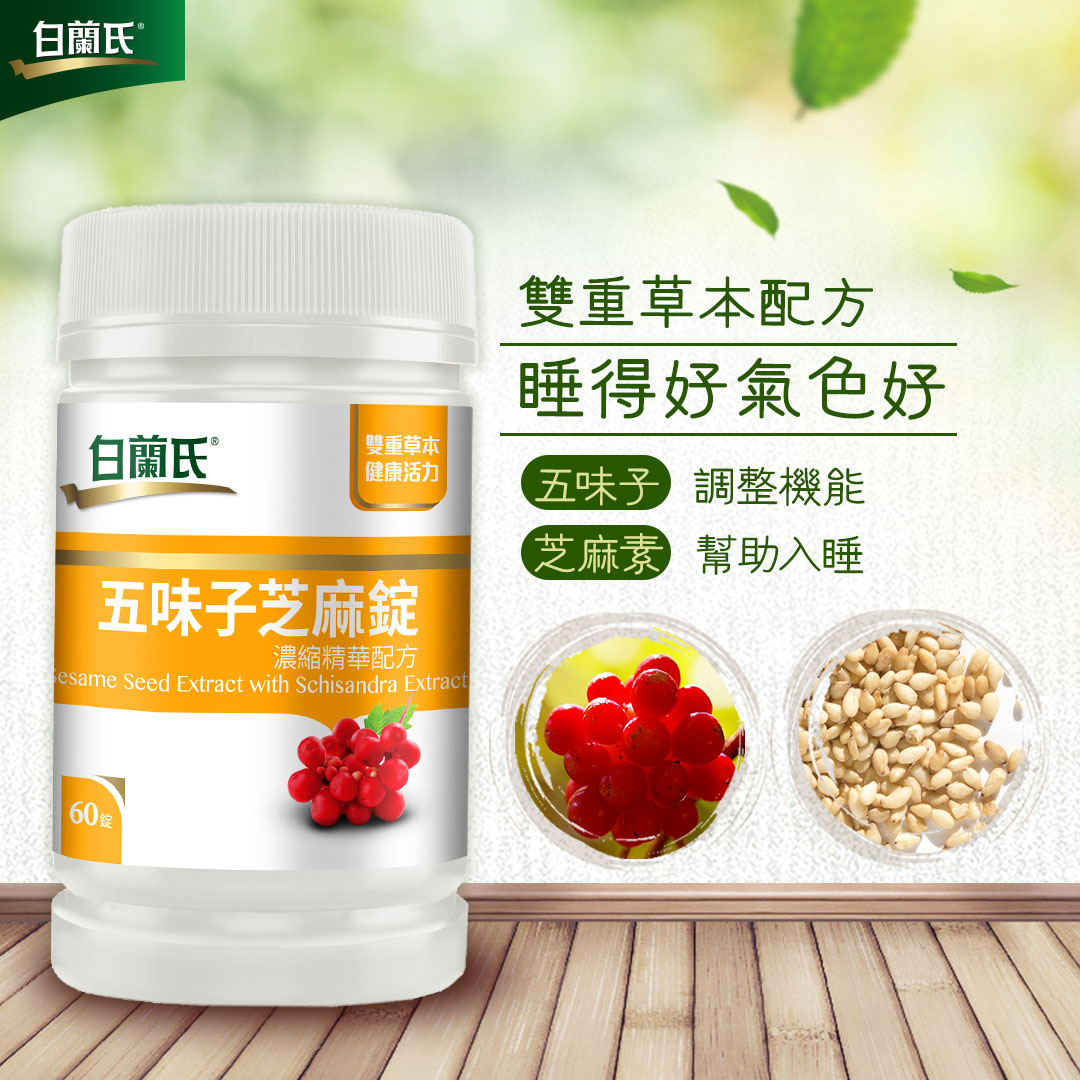 白蘭氏®
雙重草本配方
睡得好氣色好
五味子 調整機能
芝麻素 幫助入睡
白蘭氏®
雙重草本
健康活力
五味子芝麻錠
濃縮精華配方
Sesame Seed Extract with Schisandra Extract
60錠